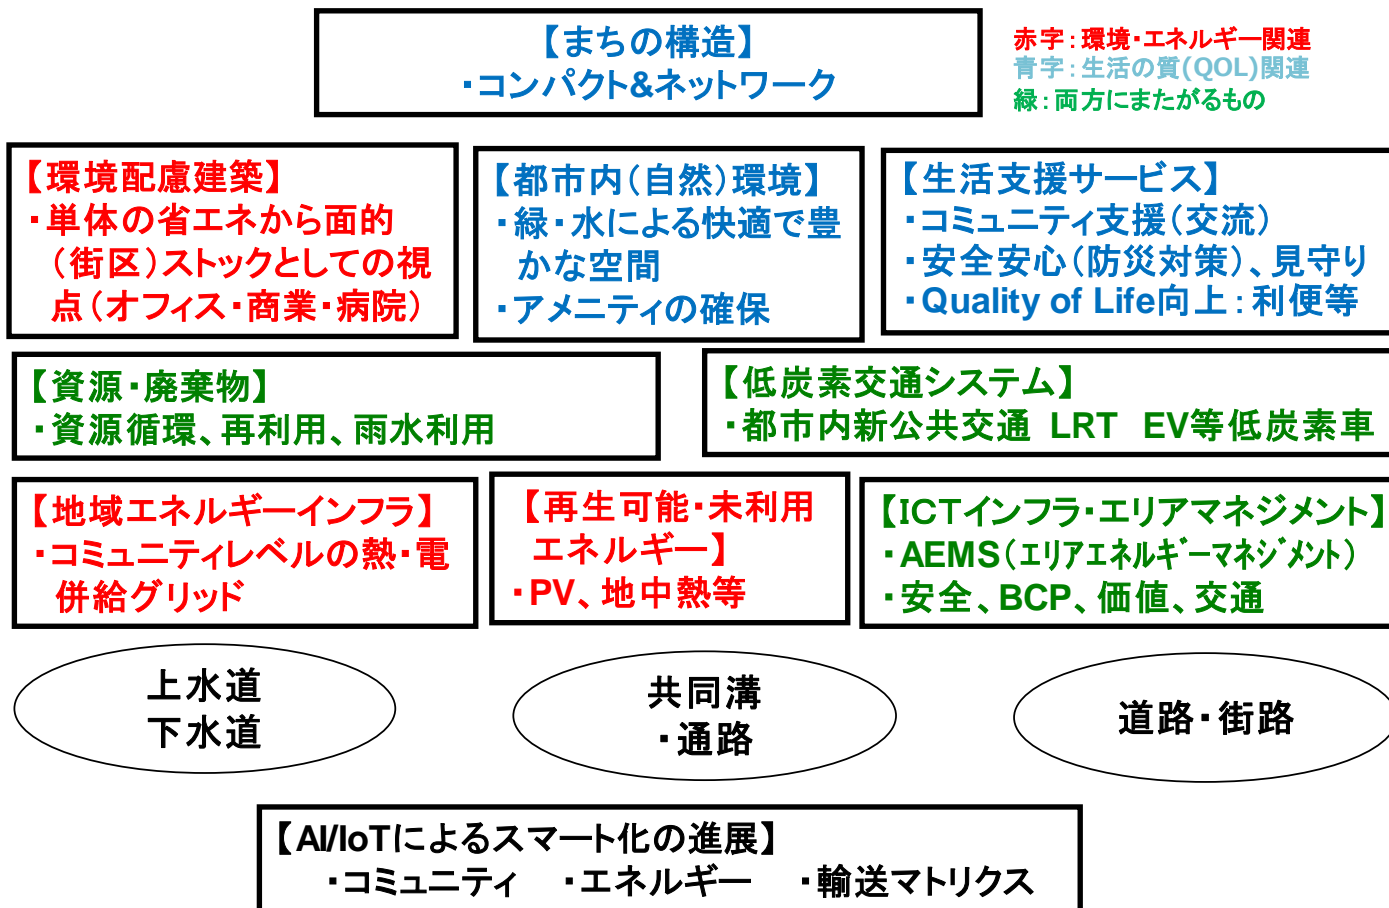 【まちの構造】
・コンパクト&ネットワーク
赤字：環境・エネルギー関連
青字：生活の質(QOL)関連
緑：両方にまたがるもの
【環境配慮建築】
・単体の省エネから面的
（街区）ストックとしての視
点（オフィス・商業・病院）
【都市内（自然）環境】
・緑・水による快適で豊
かな空間
・アメニティの確保
【生活支援サービス】
・コミュニティ支援（交流）
・安全安心（防災対策）、見守り
・Quality of Life向上：利便等
【資源・廃棄物】
・資源循環、再利用、雨水利用
【低炭素交通システム】
・都市内新公共交通 LRT EV等低炭素車
【地域エネルギーインフラ】
・コミュニティレベルの熱・電
併給グリッド
【再生可能・未利用
エネルギー】
・PV、地中熱等
【ICTインフラ・エリアマネジメント】
・AEMS（エリアエネルキ゛ーマネシ゛メント）
・安全、BCP、価値、交通
上水道
下水道
共同溝
・通路
道路・街路
【AI/IoTによるスマート化の進展】
・コミュニティ ・エネルギー ・輸送マトリクス